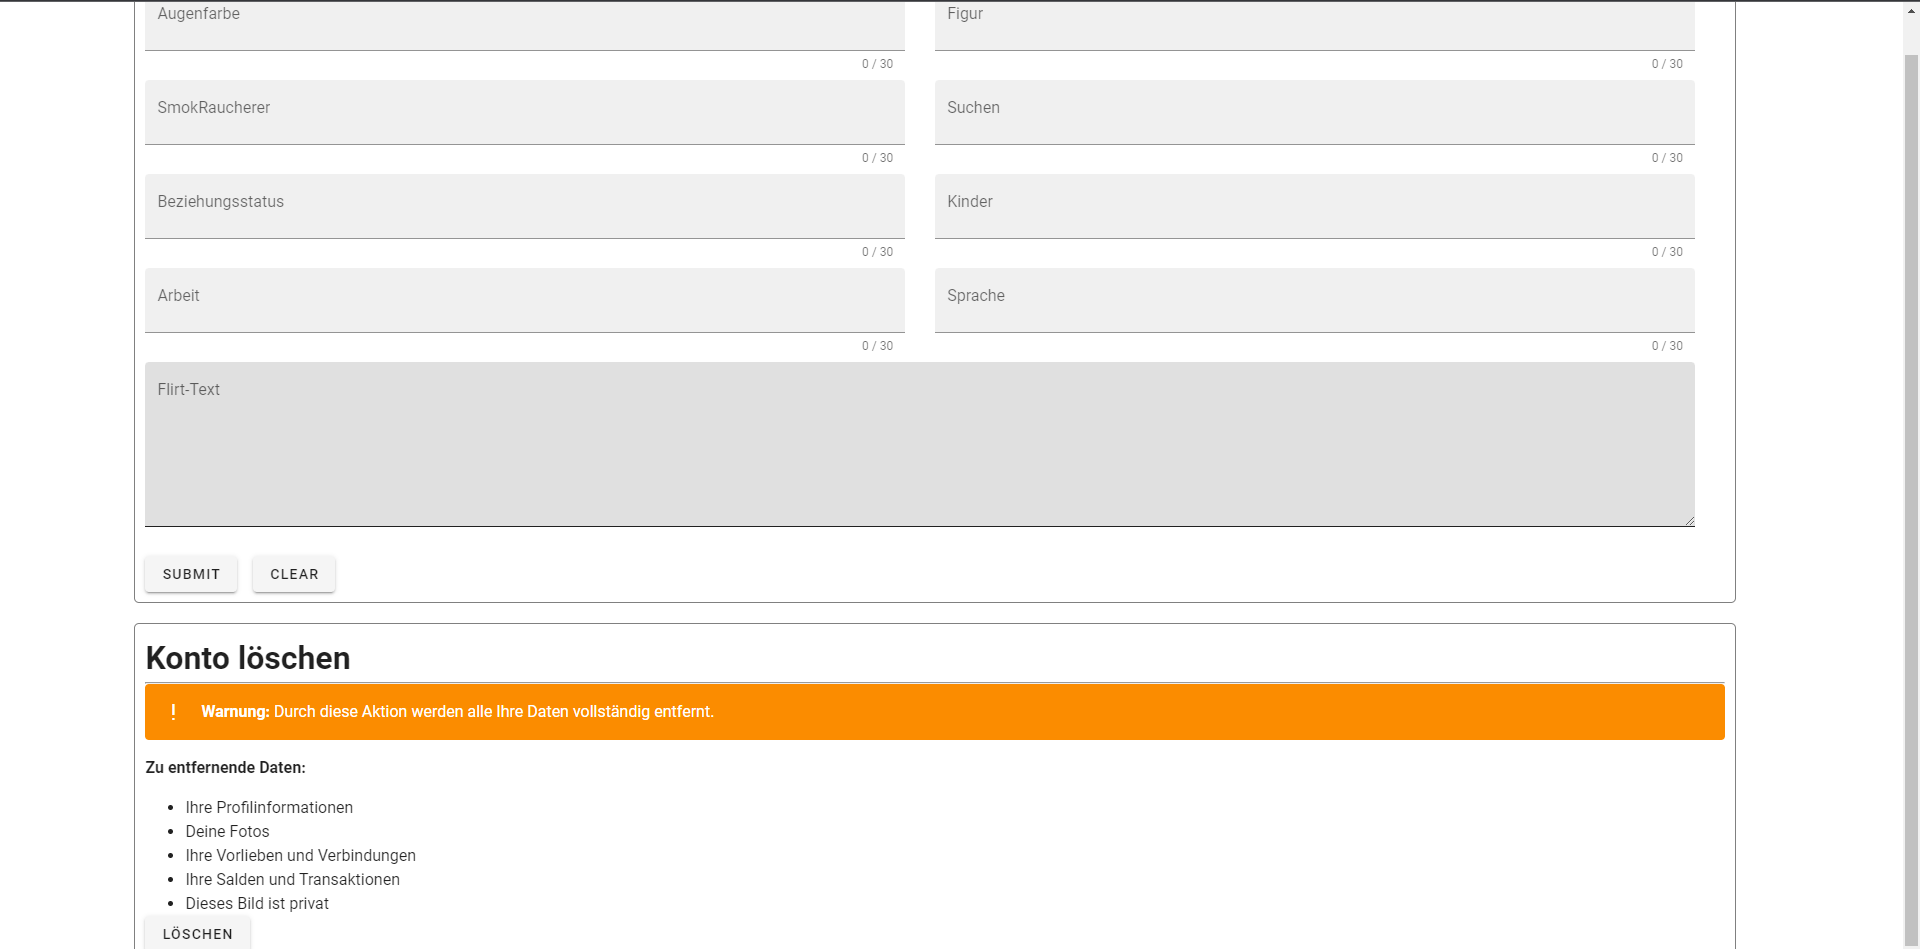 Augenfarbe Figur
0 / 30 0 / 30
SmokRaucherer Suchen
0 / 30 0 / 30
Beziehungsstatus Kinder
0 / 30 0 / 30
Arbeit Sprache
0 / 30 0 / 30
Flirt-Text
SUBMIT CLEAR
Konto löschen
! Warnung: Durch diese Aktion werden alle Ihre Daten vollständig entfernt.
Zu entfernende Daten:
• Ihre Profilinformationen
• Deine Fotos
• Ihre Vorlieben und Verbindungen
• Ihre Salden und Transaktionen
• Dieses Bild ist privat
LÖSCHEN